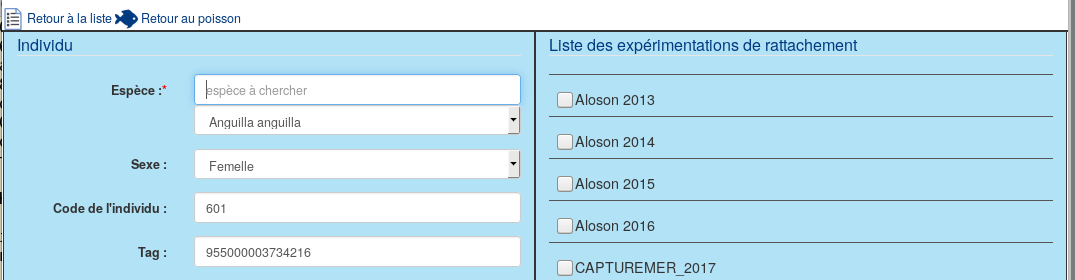 Retour à la liste Retour au poisson
Individu
Espèce :*
espèce à chercher
Anguilla anguilla
Sexe :
Femelle
Code de l'individu :
601
Tag :
955000003734216
Liste des expérimentations de rattachement
Aloson 2013
Aloson 2014
Aloson 2015
Aloson 2016
CAPTUREMER_2017